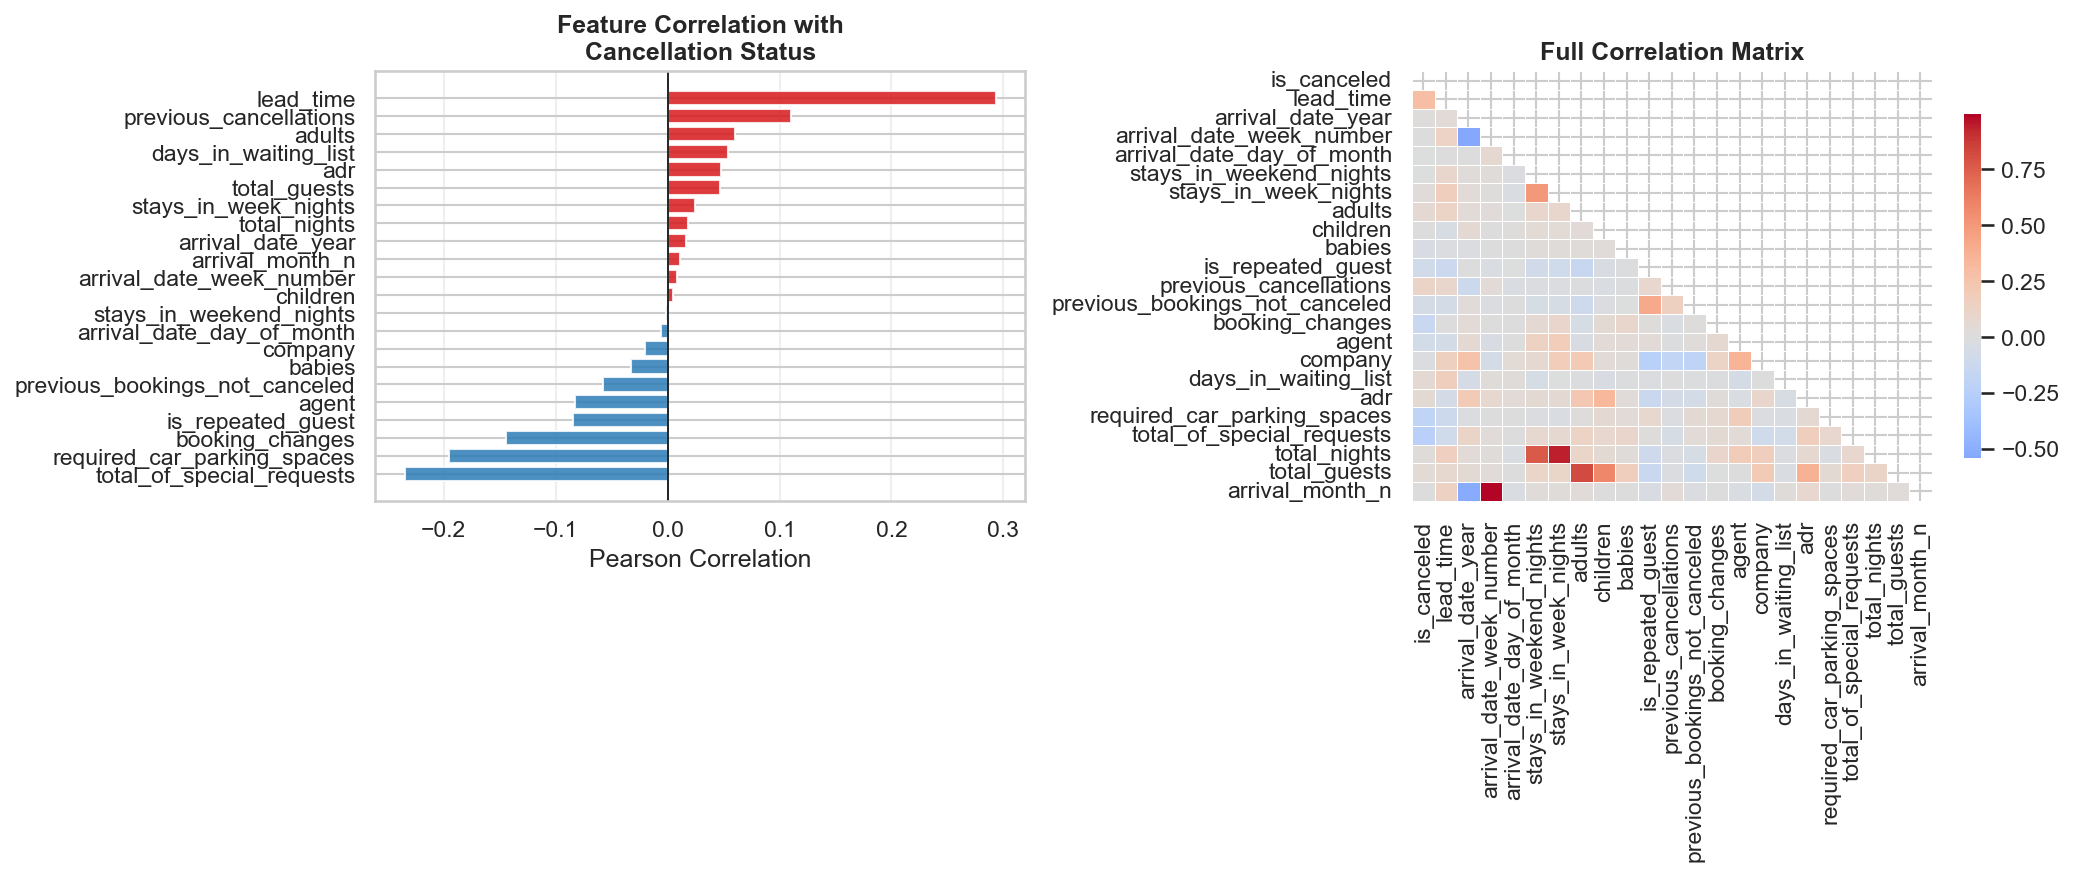 Feature Correlation with
Cancellation Status
lead_time
previous_cancellations
adults
days_in_waiting_list
adr
total_guests
stays_in_week_nights
total_nights
arrival_date_year
arrival_month_n
arrival_date_week_number
children
stays_in_weekend_nights
arrival_date_day_of_month
company
babies
previous_bookings_not_canceled
agent
is_repeated_guest
booking_changes
required_car_parking_spaces
total_of_special_requests
−0.2 −0.1 0.0 0.1 0.2 0.3
Pearson Correlation
Full Correlation Matrix
is_canceled
lead_time
arrival_date_year
arrival_date_week_number
arrival_date_day_of_month
stays_in_weekend_nights
stays_in_week_nights
adults
children
babies
is_repeated_guest
previous_cancellations
previous_bookings_not_canceled
booking_changes
agent
company
days_in_waiting_list
adr
required_car_parking_spaces
total_of_special_requests
total_nights
total_guests
arrival_month_n
is_canceled
lead_time
arrival_date_year
arrival_date_week_number
arrival_date_day_of_month
stays_in_weekend_nights
stays_in_week_nights
adults
children
babies
is_repeated_guest
previous_cancellations
previous_bookings_not_canceled
booking_changes
agent
company
days_in_waiting_list
adr
required_car_parking_spaces
total_of_special_requests
total_nights
total_guests
arrival_month_n
0.75
0.50
0.25
0.00
−0.25
−0.50